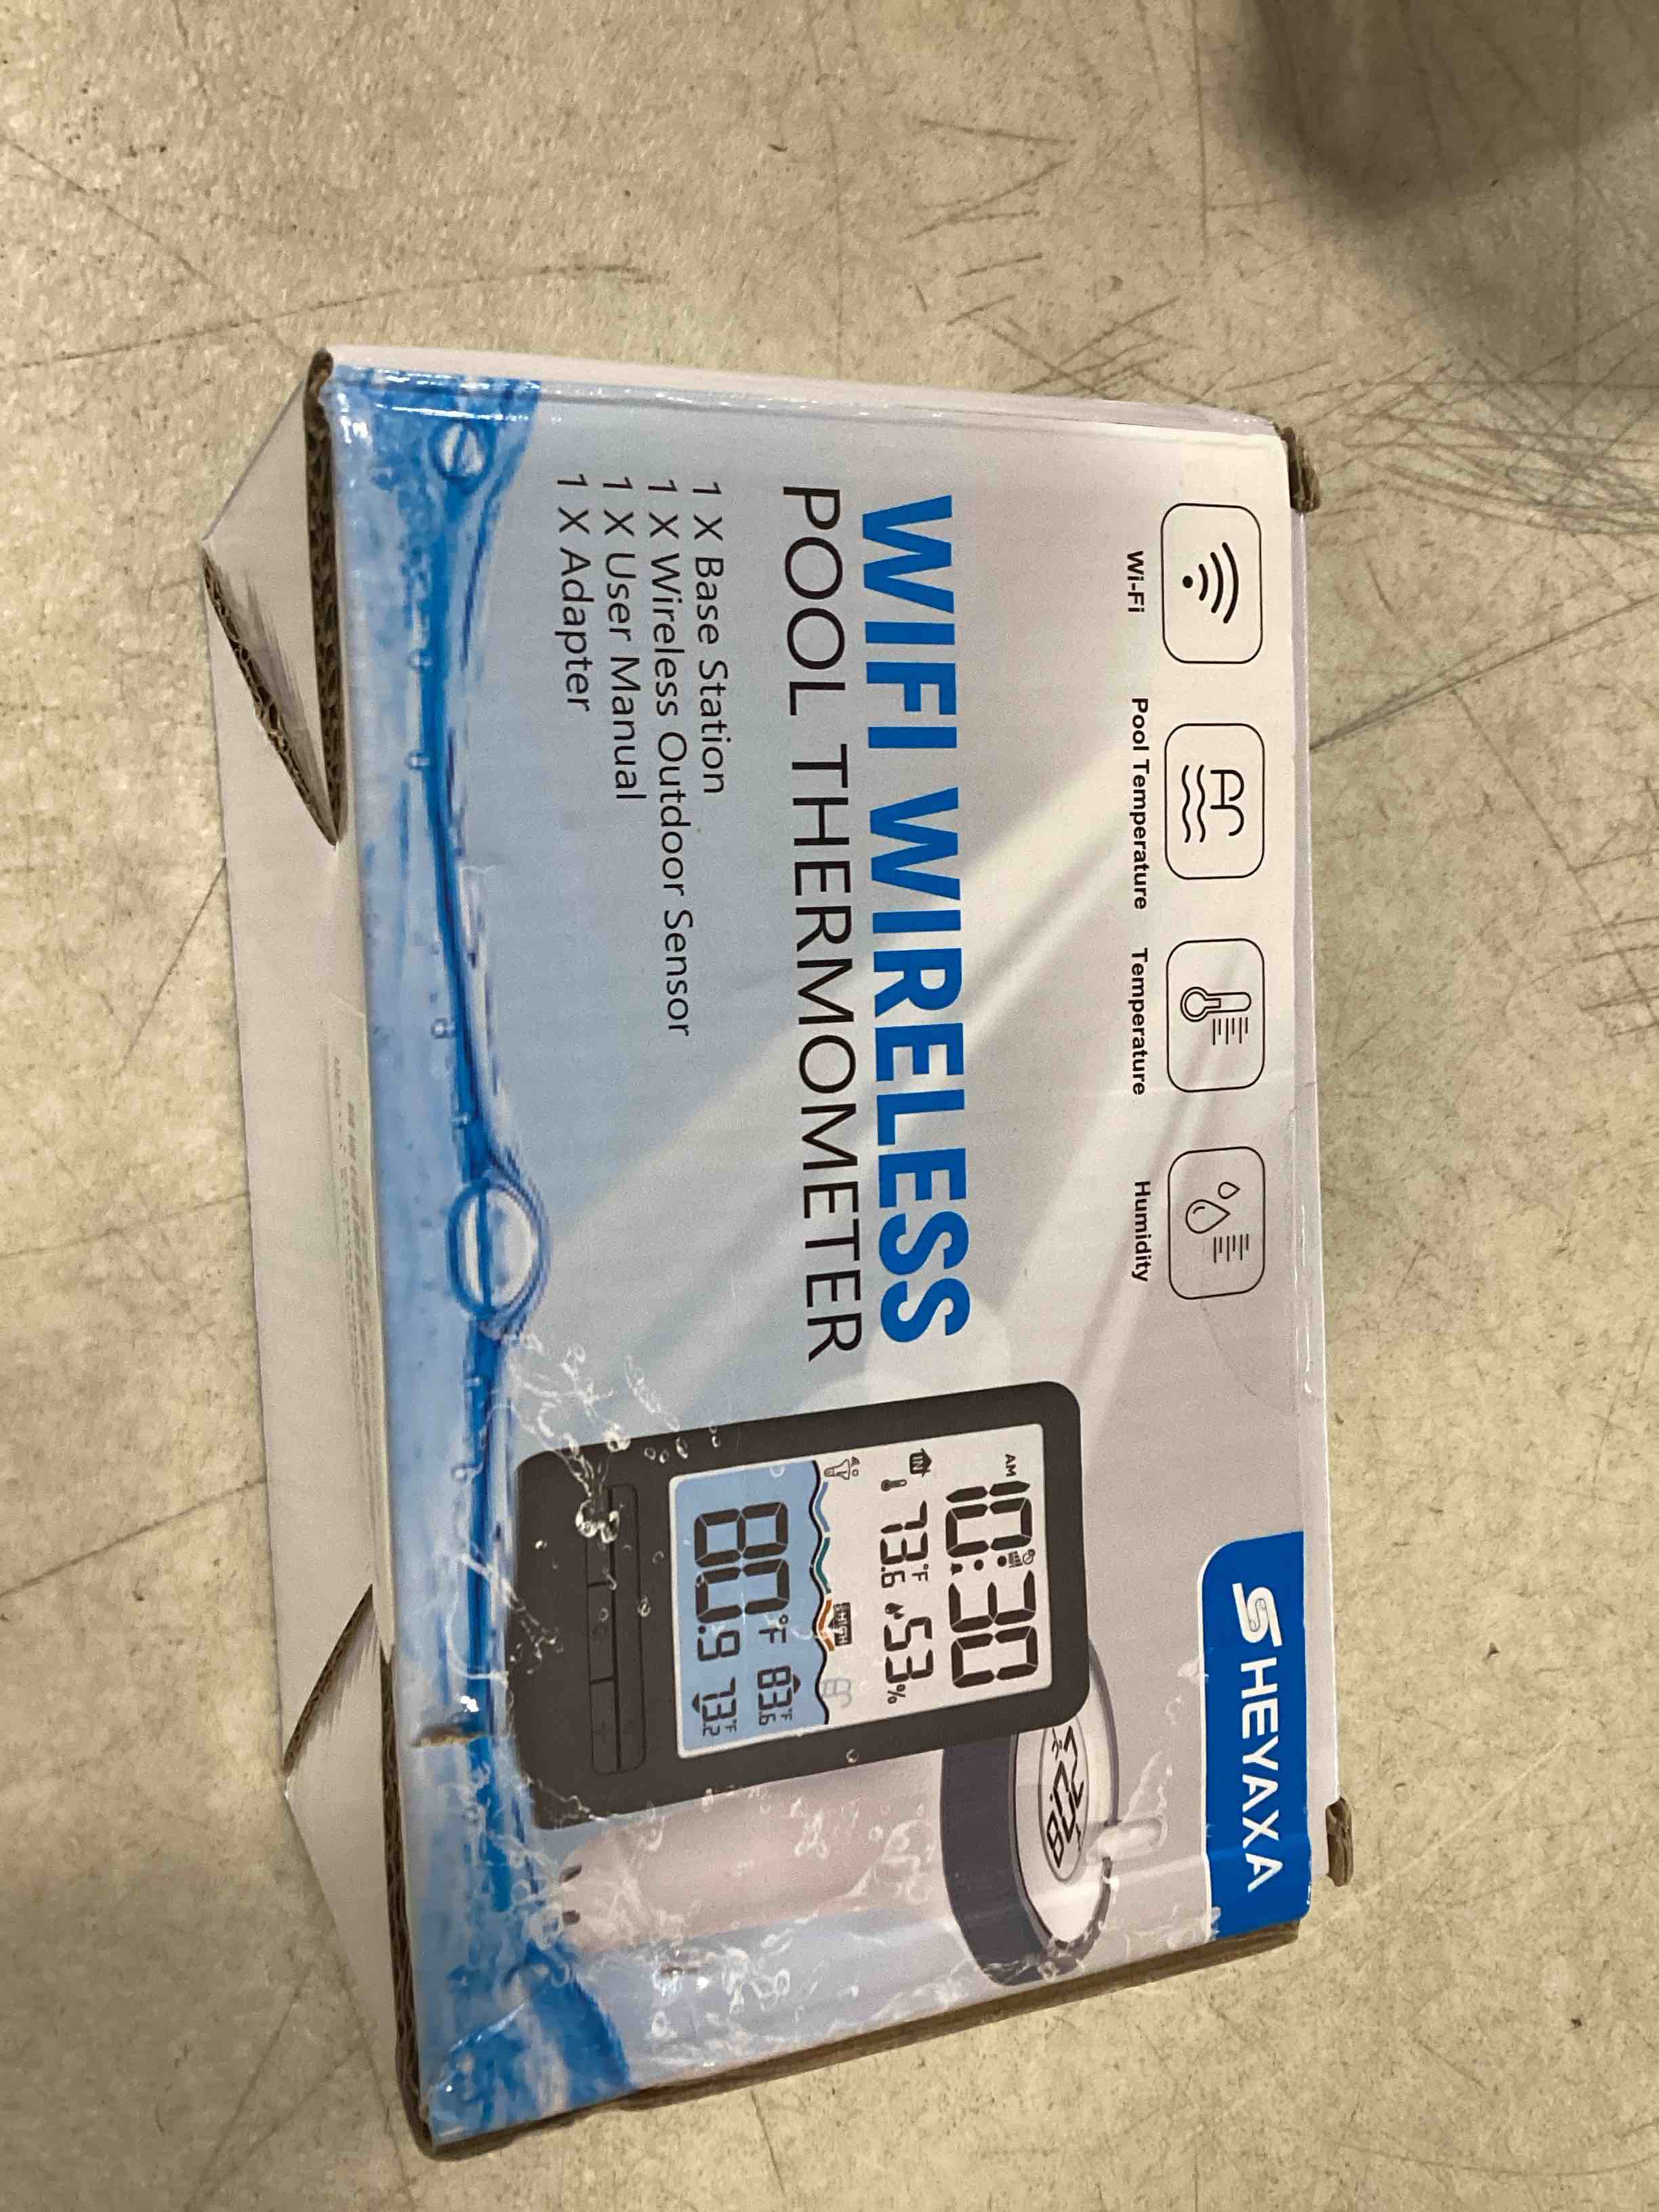 SHEYAXA
Wi-Fi
Pool Temperature
Temperature
Humidity
WIFI WIRELESS
POOL THERMOMETER
1 X Base Station
1 X Wireless Outdoor Sensor
1 X User Manual
1 X Adapter
AM 10:30
IN 73.6°F 53%
HIGH
80.9°F 83.6°F
73.2°F